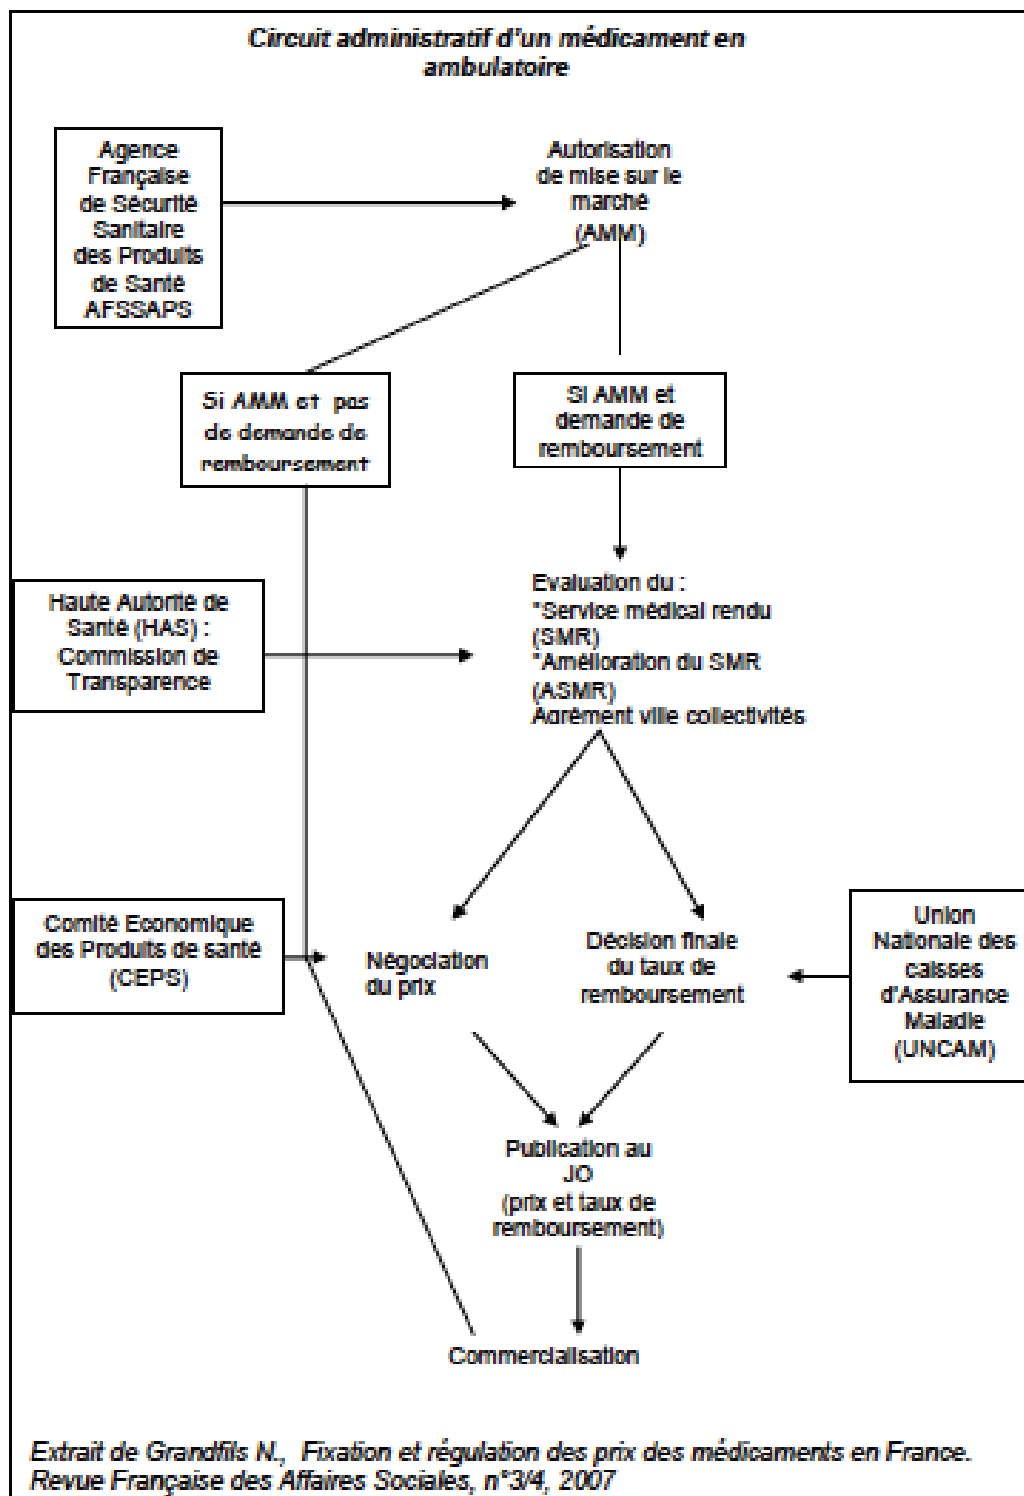 Circuit administratif d'un médicament en
ambulatoire
Agence
Française
de Sécurité
Sanitaire
des Produits
de Santé
AFSSAPS
Autorisation
de mise sur le
marché
(AMM)
Si AMM et pas
de demande de
remboursement
Si AMM et
demande de
remboursement
Haute Autorité de
Santé (HAS) :
Commission de
Transparence
Evaluation du :
*Service médical rendu
(SMR)
*Amélioration du SMR
(ASMR)
Agrément ville collectivités
Comité Economique
des Produits de santé
(CEPS)
Négociation
du prix
Décision finale
du taux de
remboursement
Union
Nationale des
caisses
d'Assurance
Maladie
(UNCAM)
Publication au
JO
(prix et taux de
remboursement)
Commercialisation
Extrait de Grandfils N., Fixation et régulation des prix des médicaments en France.
Revue Française des Affaires Sociales, n°3/4, 2007